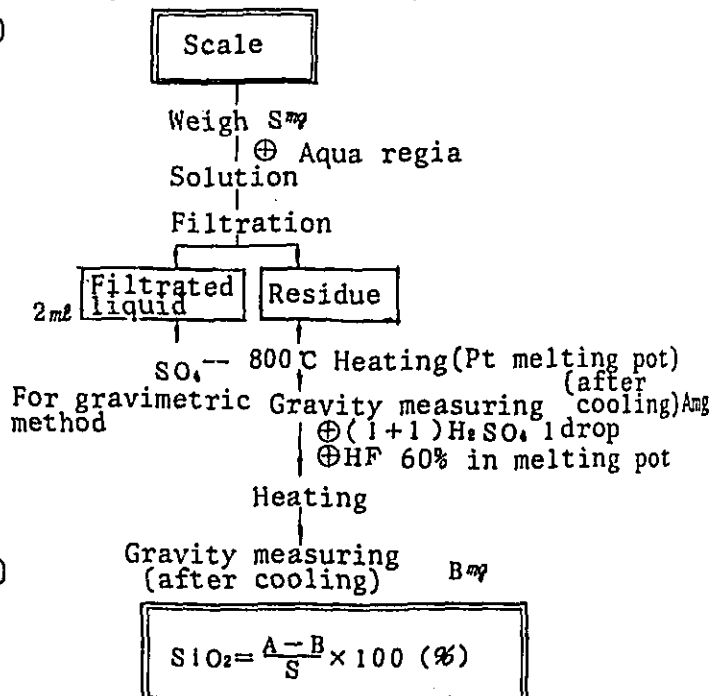 )
Scale
Weigh Smg
⊕ Aqua regia
Solution
Filtration
2ml Filtrated liquid Residue
SO₄-- 800℃ Heating(Pt melting pot)
For gravimetric method
Gravity measuring (after cooling)Amg
⊕(1+1)H₂SO₄ 1drop
⊕HF 60% in melting pot
Heating
Gravity measuring
(after cooling) Bmg
)
SiO₂=A-B/S×100 (%)